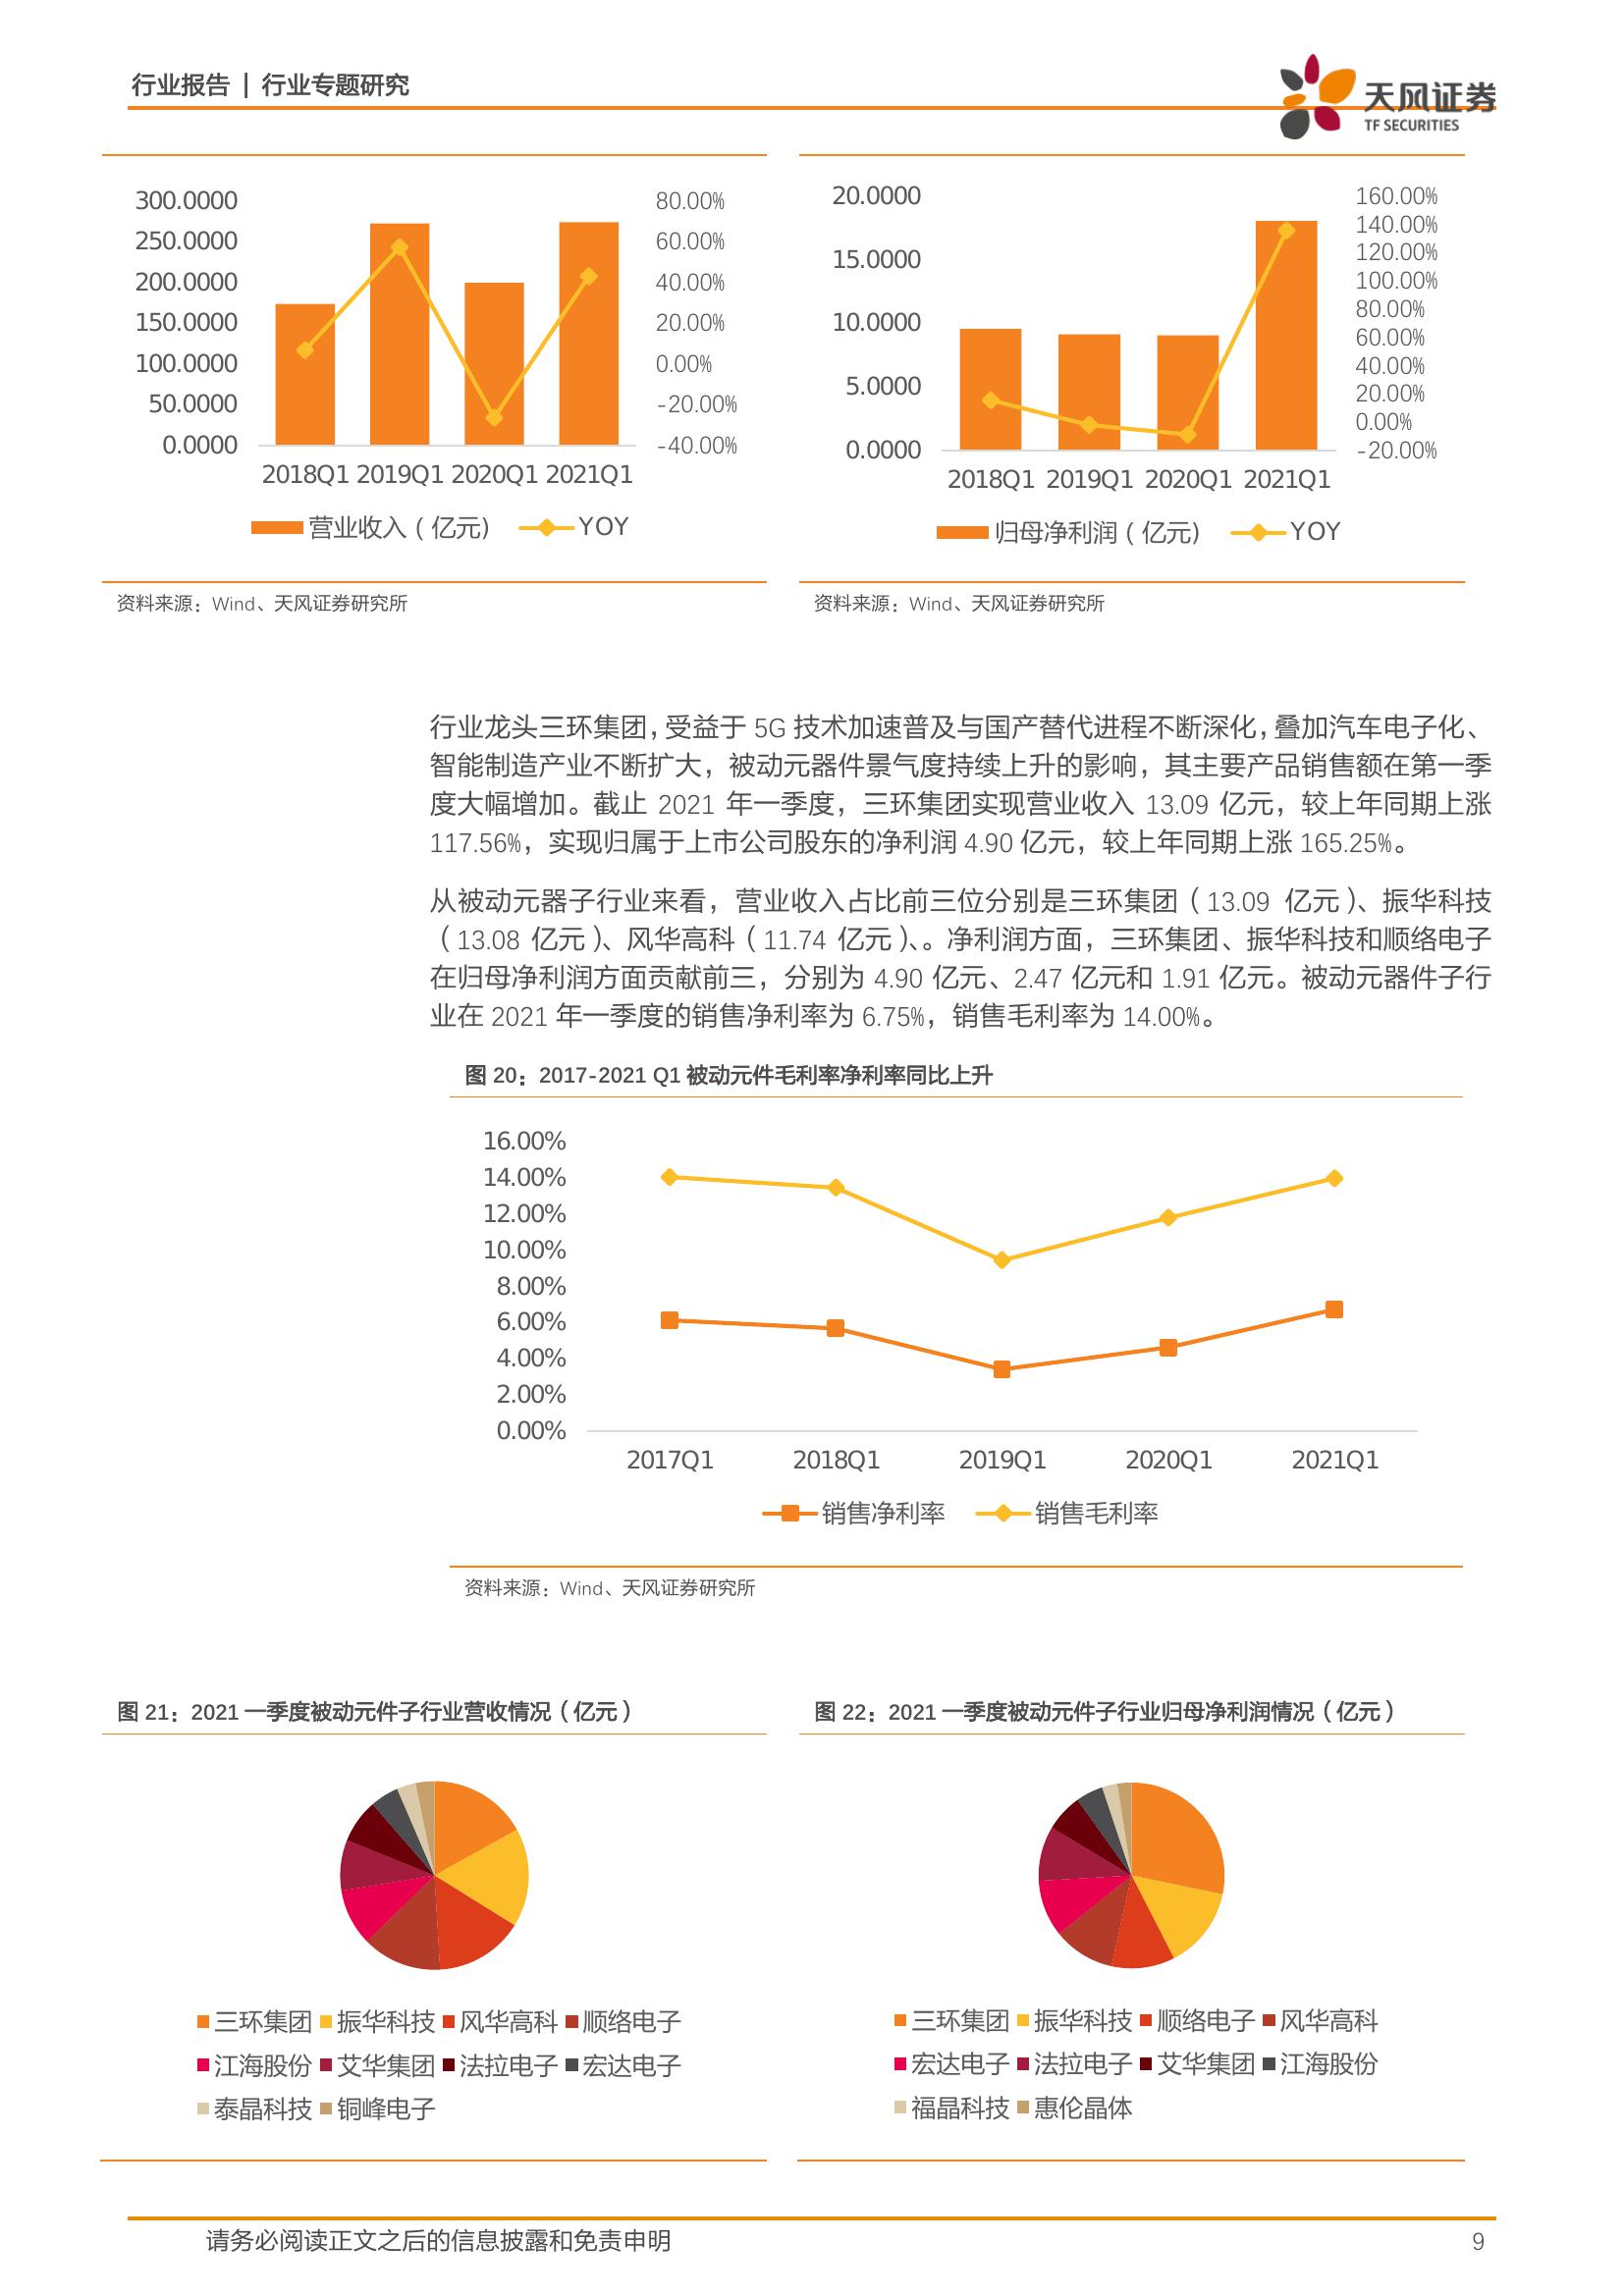 行业报告 | 行业专题研究
天风证券
TF SECURITIES
300.0000
250.0000
200.0000
150.0000
100.0000
50.0000
0.0000
80.00%
60.00%
40.00%
20.00%
0.00%
-20.00%
-40.00%
2018Q1 2019Q1 2020Q1 2021Q1
营业收入（亿元） YOY
20.0000
15.0000
10.0000
5.0000
0.0000
160.00%
140.00%
120.00%
100.00%
80.00%
60.00%
40.00%
20.00%
0.00%
-20.00%
2018Q1 2019Q1 2020Q1 2021Q1
归母净利润（亿元） YOY
资料来源：Wind、天风证券研究所
资料来源：Wind、天风证券研究所
行业龙头三环集团，受益于 5G 技术加速普及与国产替代进程不断深化，叠加汽车电子化、
智能制造产业不断扩大，被动元器件景气度持续上升的影响，其主要产品销售额在第一季
度大幅增加。截止 2021 年一季度，三环集团实现营业收入 13.09 亿元，较上年同期上涨
117.56%，实现归属于上市公司股东的净利润 4.90 亿元，较上年同期上涨 165.25%。
从被动元器子行业来看，营业收入占比前三位分别是三环集团（13.09 亿元）、振华科技
（13.08 亿元）、风华高科（11.74 亿元）、。净利润方面，三环集团、振华科技和顺络电子
在归母净利润方面贡献前三，分别为 4.90 亿元、2.47 亿元和 1.91 亿元。被动元器件子行
业在 2021 年一季度的销售净利率为 6.75%，销售毛利率为 14.00%。
图 20：2017-2021 Q1 被动元件毛利率净利率同比上升
16.00%
14.00%
12.00%
10.00%
8.00%
6.00%
4.00%
2.00%
0.00%
2017Q1 2018Q1 2019Q1 2020Q1 2021Q1
销售净利率 销售毛利率
资料来源：Wind、天风证券研究所
图 21：2021 一季度被动元件子行业营收情况（亿元）
三环集团 振华科技 风华高科 顺络电子
江海股份 艾华集团 法拉电子 宏达电子
泰晶科技 铜峰电子
图 22：2021 一季度被动元件子行业归母净利润情况（亿元）
三环集团 振华科技 顺络电子 风华高科
宏达电子 法拉电子 艾华集团 江海股份
福晶科技 惠伦晶体
请务必阅读正文之后的信息披露和免责申明
9